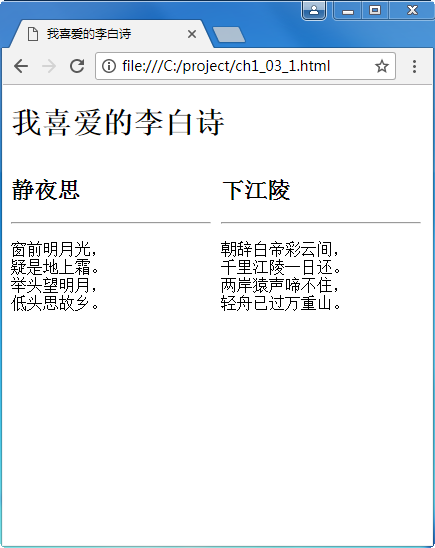 我喜爱的李白诗
file:///C:/project/ch1_03_1.html
我喜爱的李白诗
静夜思
窗前明月光，
疑是地上霜。
举头望明月，
低头思故乡。
下江陵
朝辞白帝彩云间，
千里江陵一日还。
两岸猿声啼不住，
轻舟已过万重山。